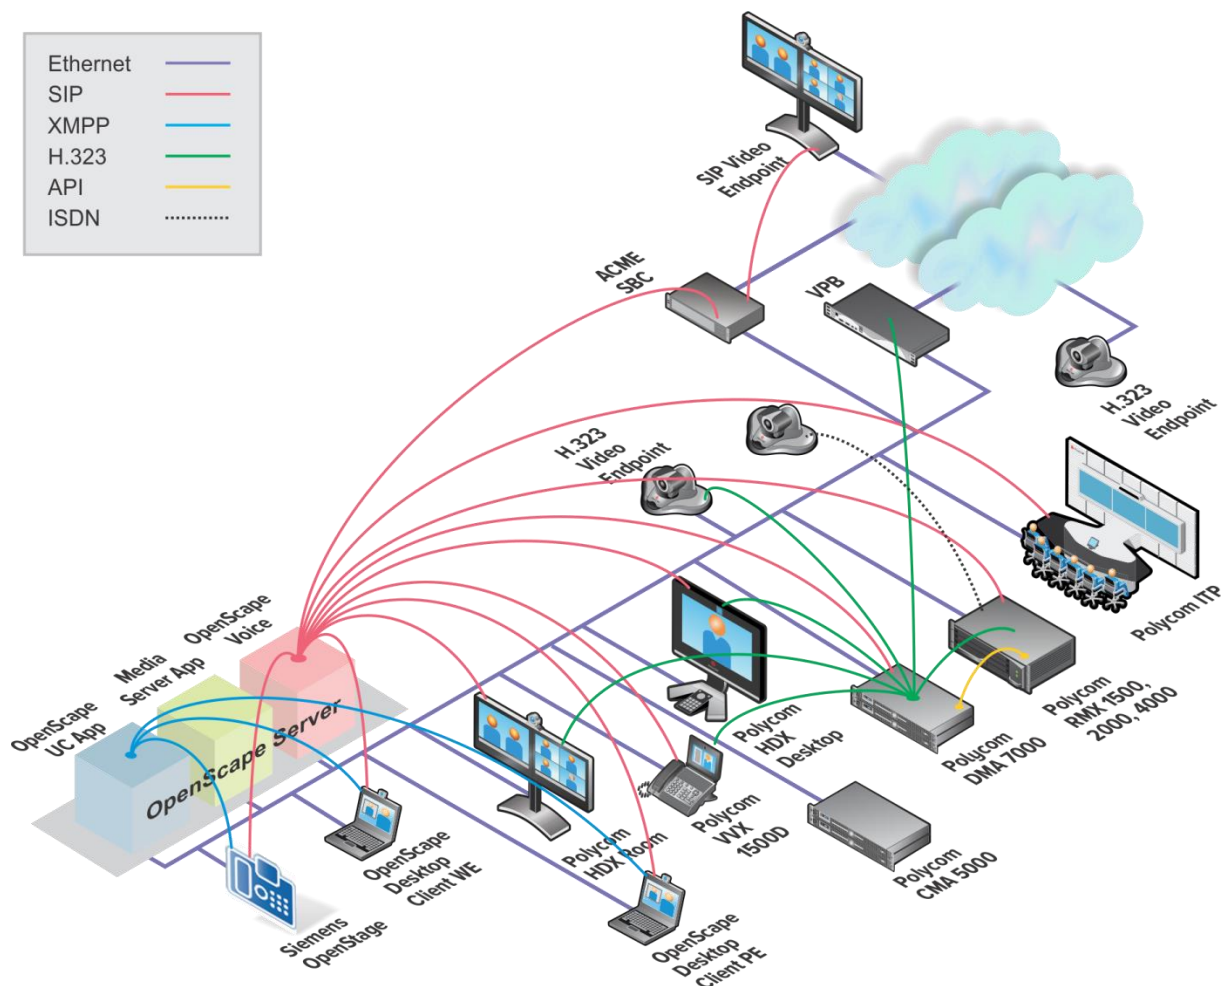 Ethernet
SIP
XMPP
H.323
API
ISDN
SIP Video
Endpoint
ACME
SBC
VPB
H.323
Video
Endpoint
H.323
Video
Endpoint
Polycom ITP
OpenScape
Voice
Media
Server App
OpenScape
UC App
OpenScape Server
Polycom
RMX 1500,
2000, 4000
Polycom
DMA 7000
Polycom
HDX
Desktop
Polycom
VVX
1500D
Polycom
CMA 5000
Polycom
HDX Room
OpenScape
Desktop
Client WE
OpenScape
Desktop
Client PE
Siemens
OpenStage